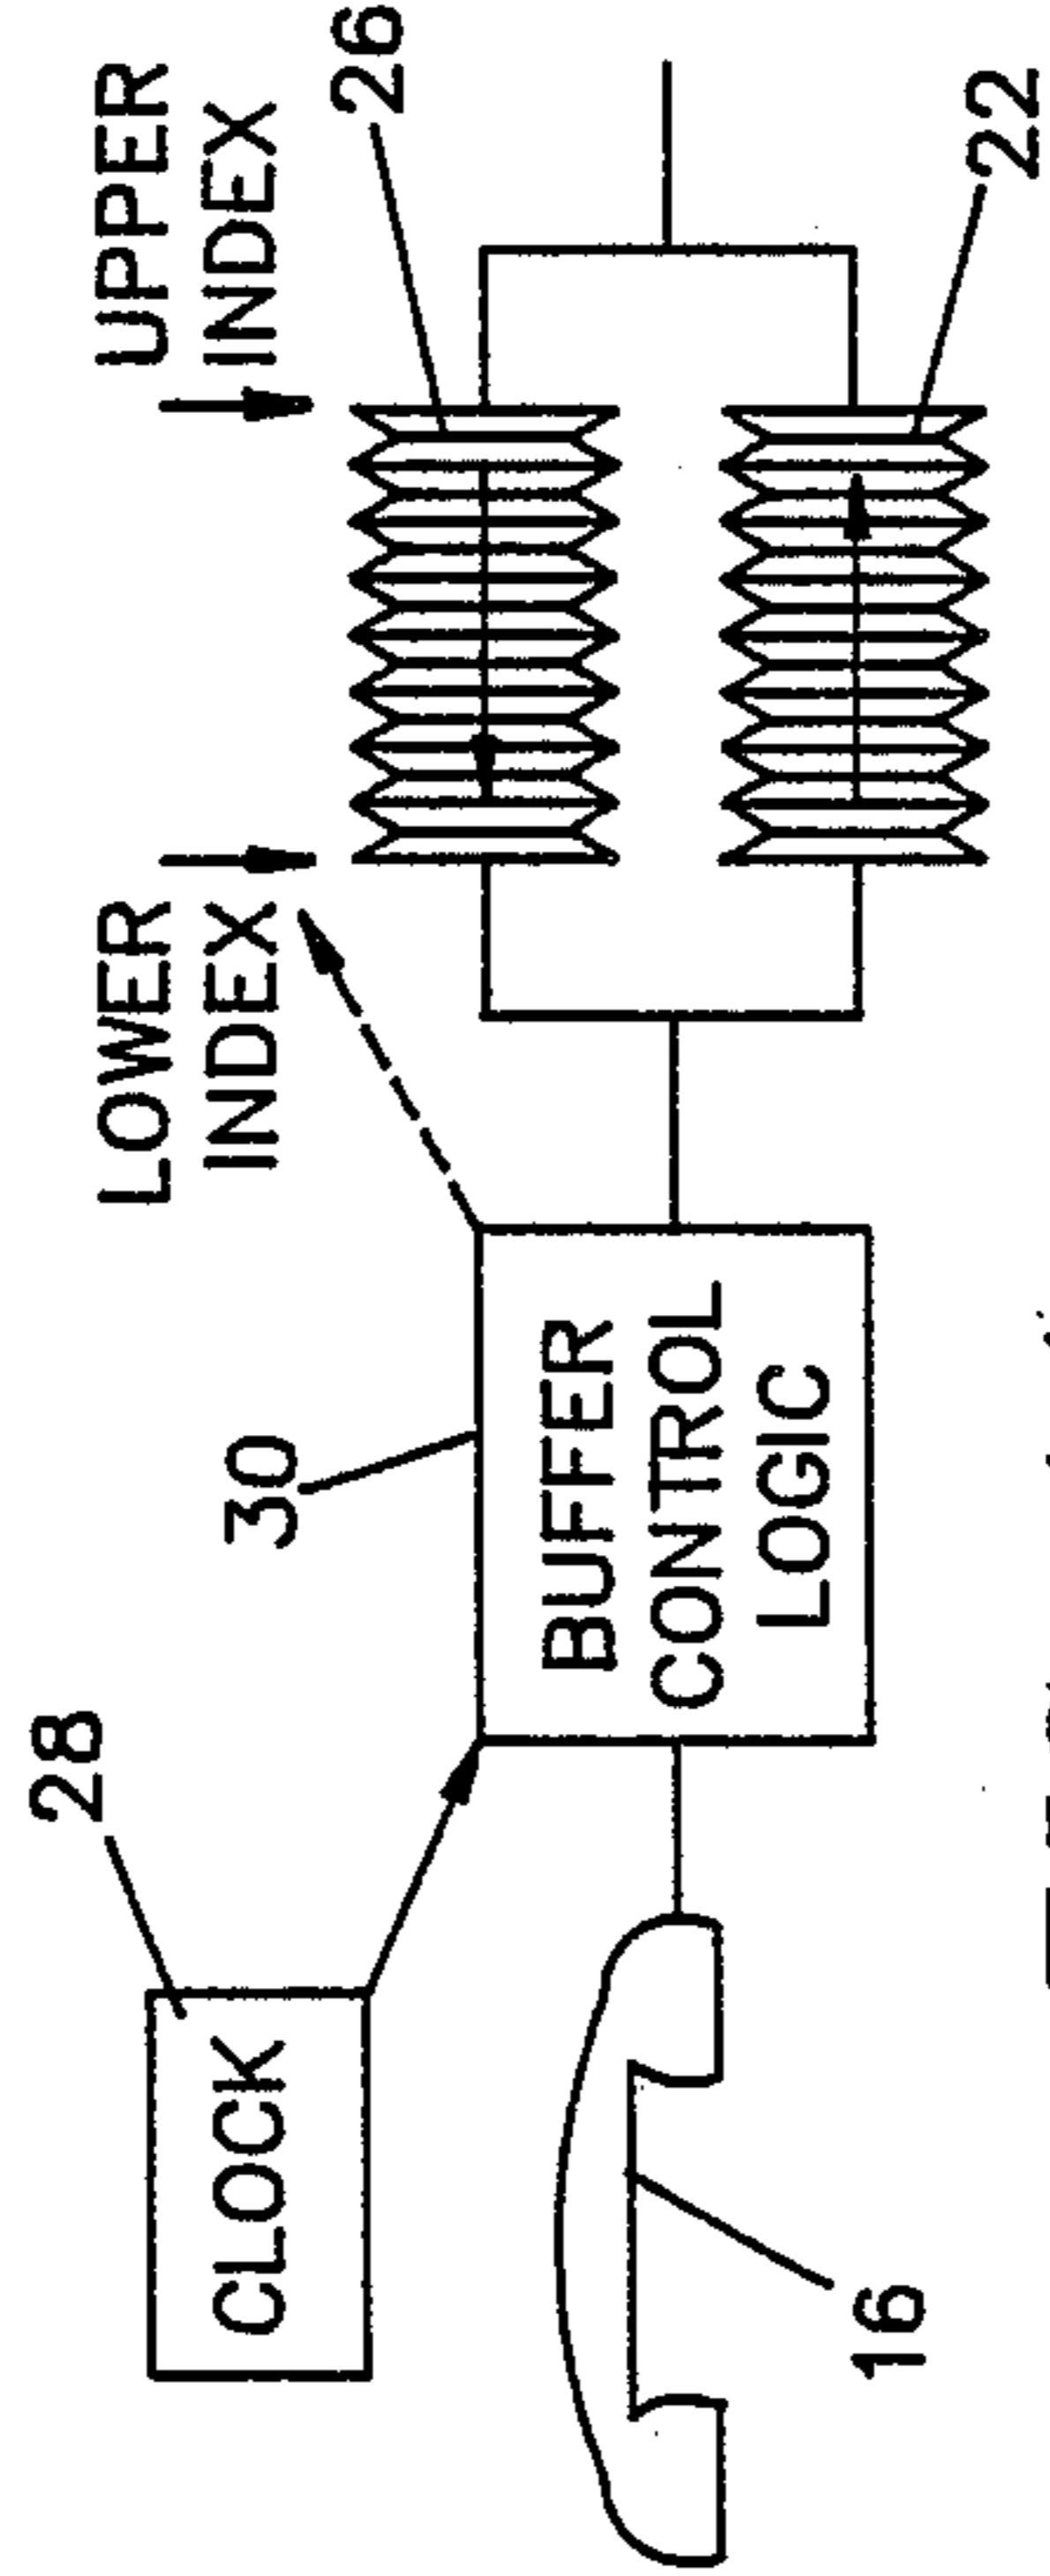 28
CLOCK
16
30
BUFFER
CONTROL
LOGIC
LOWER
INDEX
UPPER
INDEX
26
22